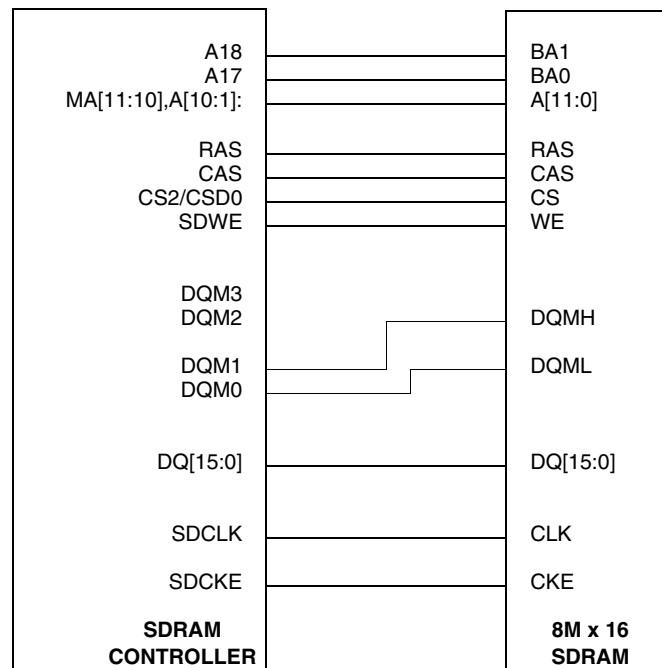 A18 BA1
A17 BA0
MA[11:10],A[10:1]: A[11:0]
RAS RAS
CAS CAS
CS2/CSD0 CS
SDWE WE
DQM3
DQM2 DQMH
DQM1 DQML
DQM0
DQ[15:0] DQ[15:0]
SDCLK CLK
SDCKE CKE
SDRAM 8M x 16
CONTROLLER SDRAM